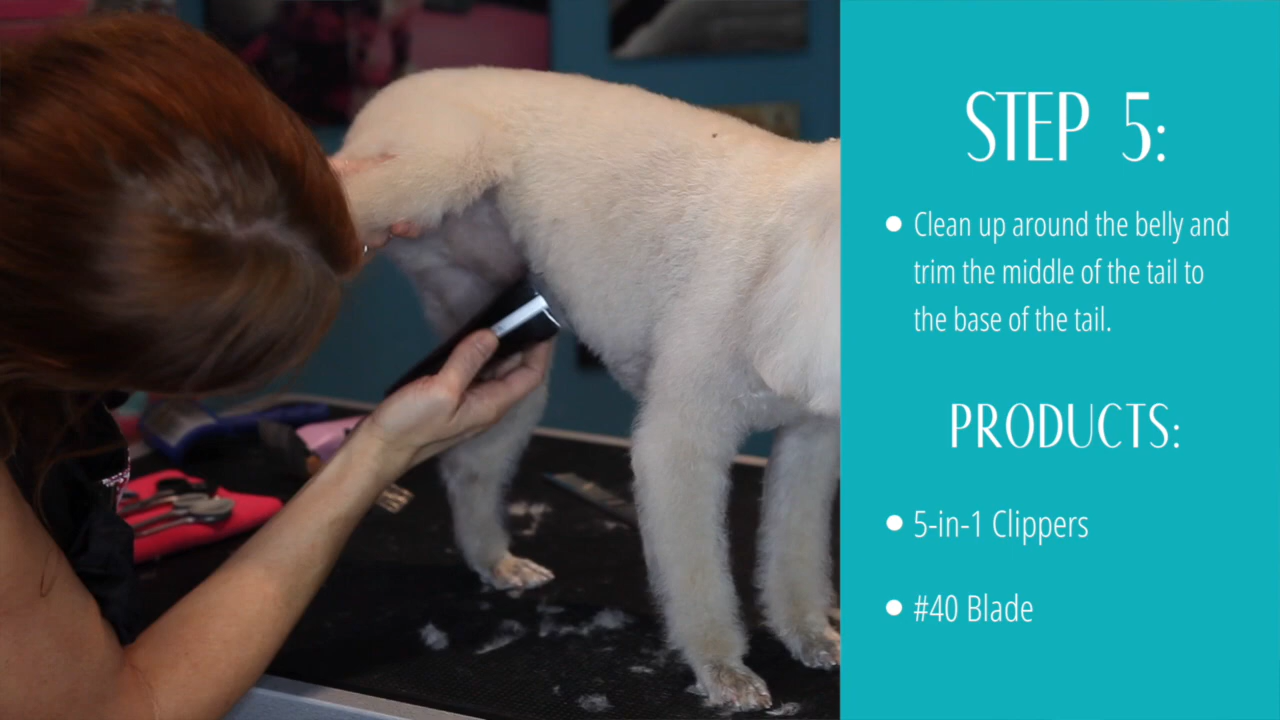 STEP 5:
• Clean up around the belly and
trim the middle of the tail to
the base of the tail.
PRODUCTS:
• 5-in-1 Clippers
• #40 Blade